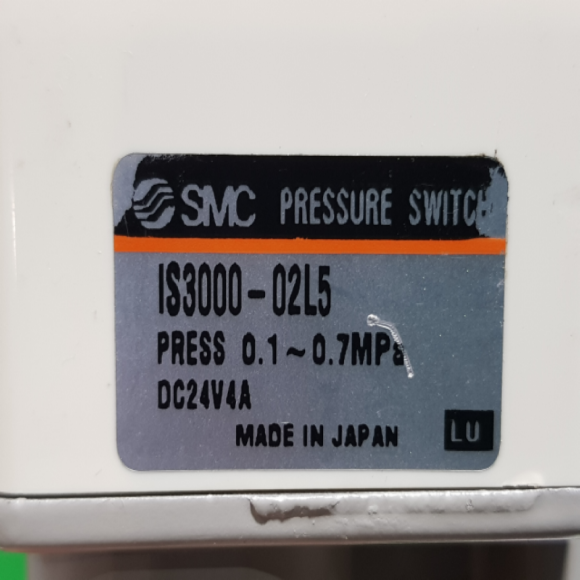 SMC PRESSURE SWITCH
IS3000-02L5
PRESS 0.1~0.7MPa
DC24V4A
MADE IN JAPAN LU